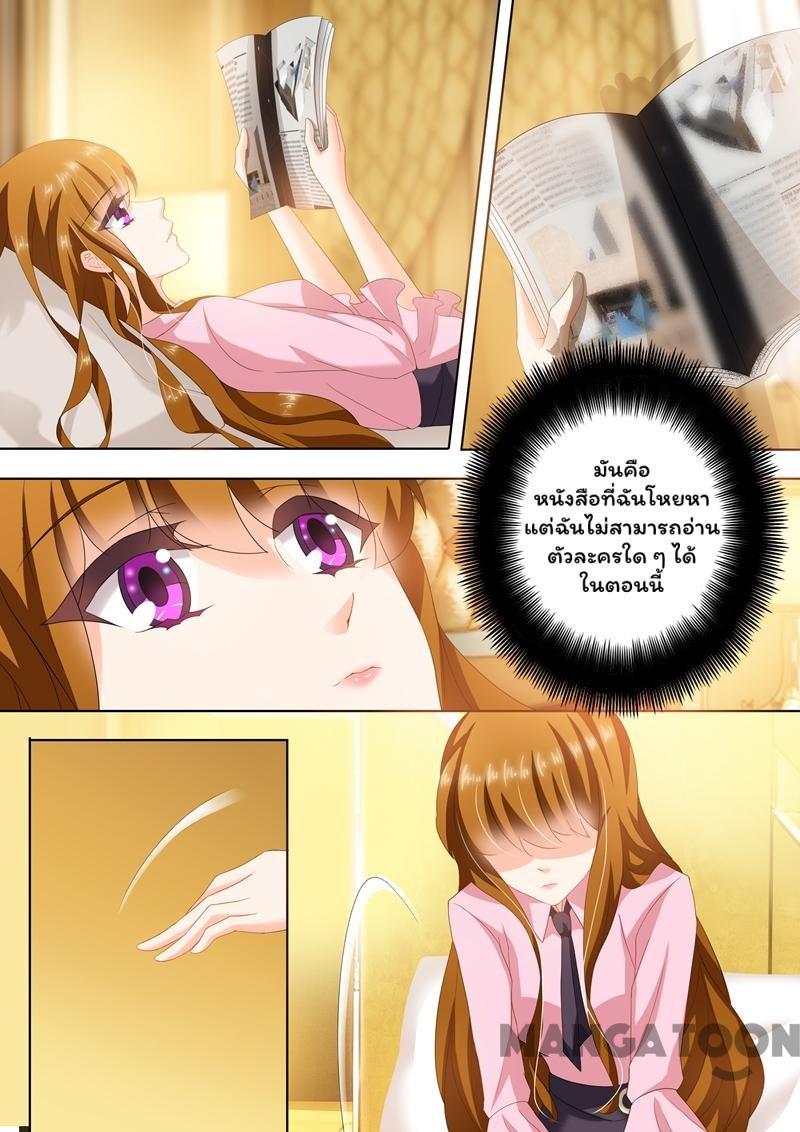 มันคือ
หนังสือที่ฉันโหยหา
แต่ฉันไม่สามารถอ่าน
ตัวละครใด ๆ ได้
ในตอนนี้
MANGATOON